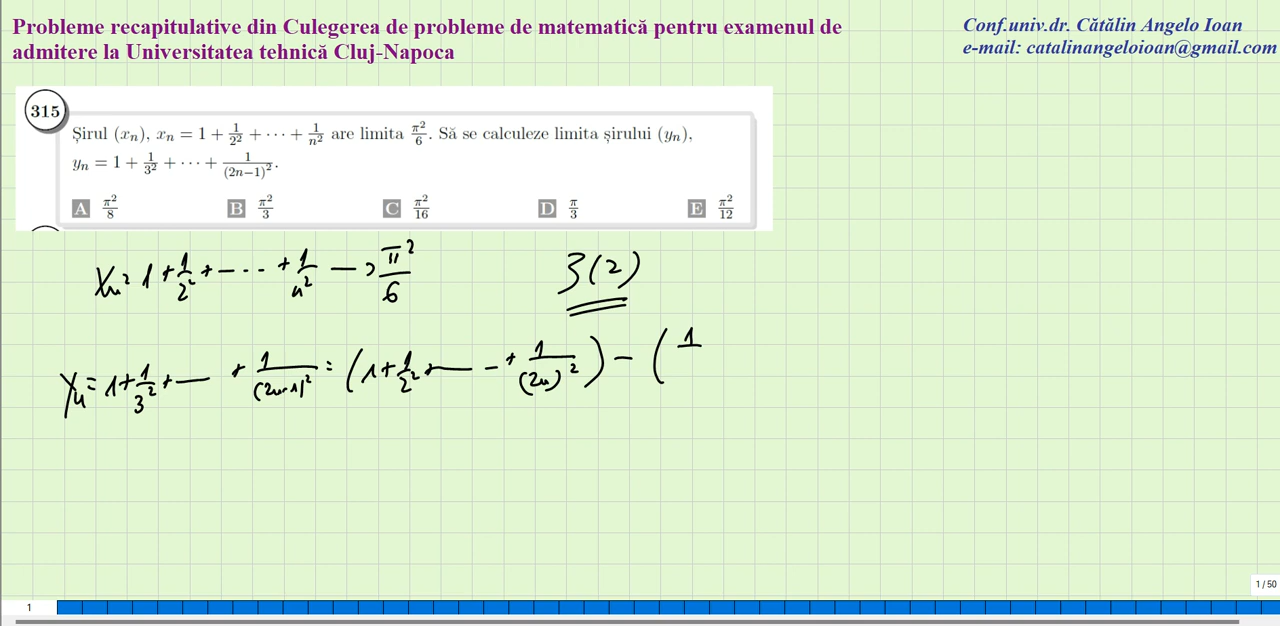 Probleme recapitulative din Culegerea de probleme de matematică pentru examenul de
admitere la Universitatea tehnică Cluj-Napoca
Conf.univ.dr. Cătălin Angelo Ioan
e-mail: catalinangeloioan@gmail.com
315
Șirul (xₙ), xₙ = 1 + 1/2² + ··· + 1/n² are limita π²/6. Să se calculeze limita șirului (yₙ),
yₙ = 1 + 1/3² + ··· + 1/(2n−1)².
A π²/8 B π²/3 C π²/16 D π/3 E π²/12
xₙ = 1 + 1/2² + --·· + 1/n² → π²/6 ζ(2)
yₙ = 1 + 1/3² + — + 1/(2n-1)² = (1 + 1/2² + — - + 1/(2n)²) − (1
1 / 50
1